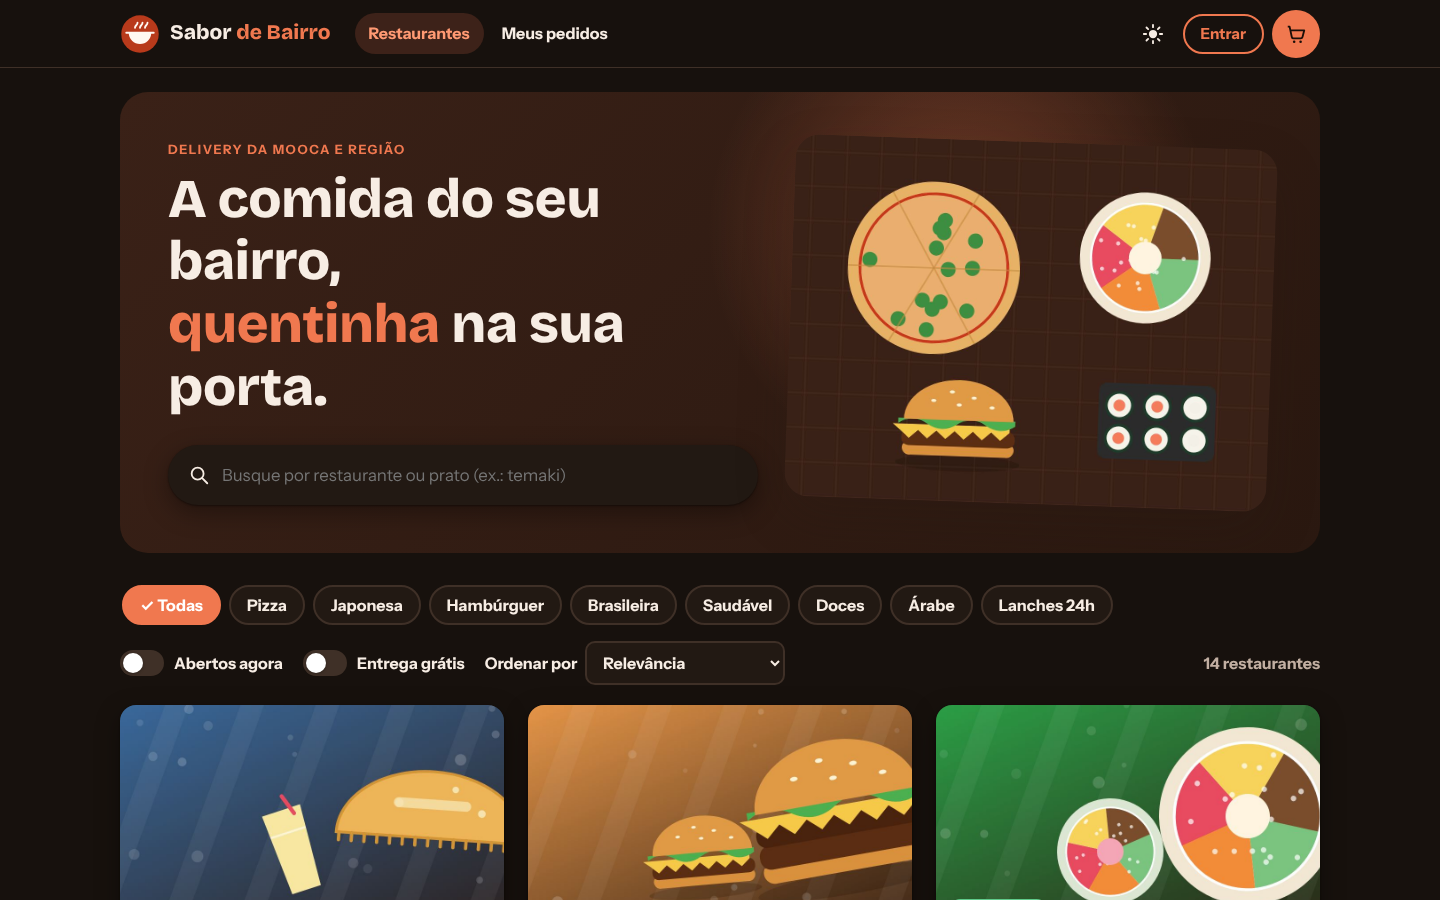 Sabor de Bairro
Restaurantes
Meus pedidos
Entrar
DELIVERY DA MOOCA E REGIÃO
A comida do seu
bairro,
quentinha na sua
porta.
Busque por restaurante ou prato (ex.: temaki)
Todas
Pizza
Japonesa
Hambúrguer
Brasileira
Saudável
Doces
Árabe
Lanches 24h
Abertos agora
Entrega grátis
Ordenar por
Relevância
14 restaurantes